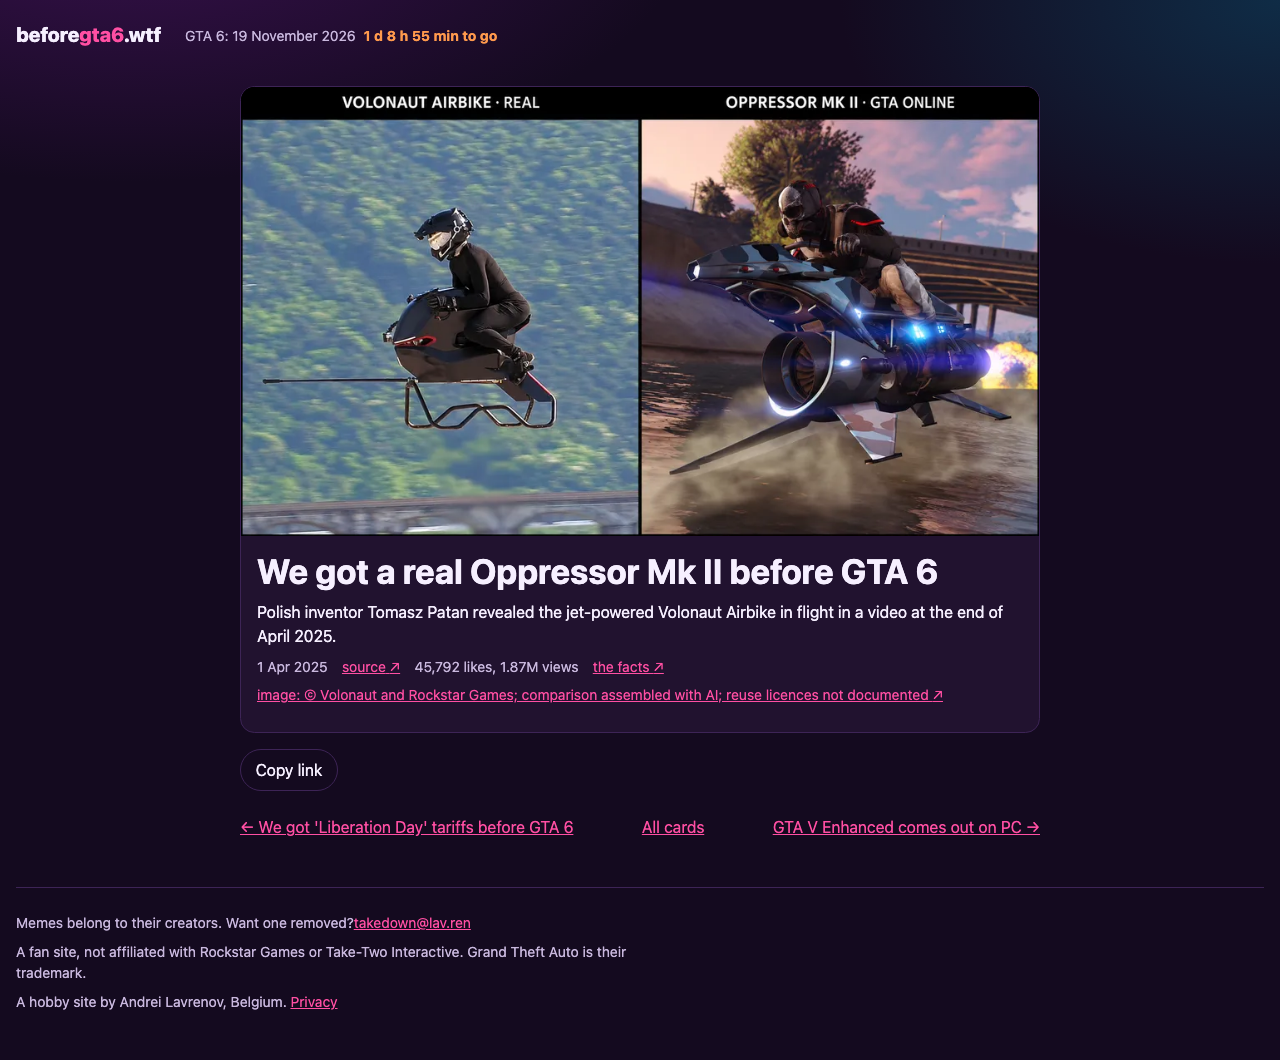 beforegta6.wtf
GTA 6: 19 November 2026 1 d 8 h 55 min to go
VOLONAUT AIRBIKE · REAL
OPPRESSOR MK II · GTA ONLINE
We got a real Oppressor Mk II before GTA 6
Polish inventor Tomasz Patan revealed the jet-powered Volonaut Airbike in flight in a video at the end of
April 2025.
1 Apr 2025 source ↗ 45,792 likes, 1.87M views the facts ↗
image: © Volonaut and Rockstar Games; comparison assembled with AI; reuse licences not documented ↗
Copy link
← We got 'Liberation Day' tariffs before GTA 6
All cards
GTA V Enhanced comes out on PC →
Memes belong to their creators. Want one removed?takedown@lav.ren
A fan site, not affiliated with Rockstar Games or Take-Two Interactive. Grand Theft Auto is their
trademark.
A hobby site by Andrei Lavrenov, Belgium. Privacy